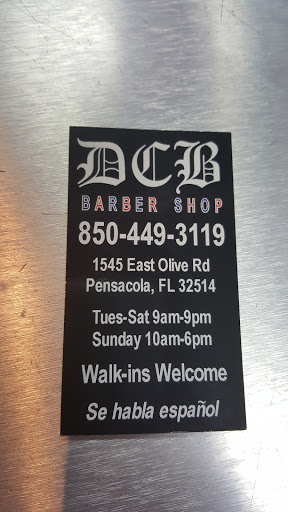 DCB
BARBER SHOP
850-449-3119
1545 East Olive Rd
Pensacola, FL 32514
Tues-Sat 9am-9pm
Sunday 10am-6pm
Walk-ins Welcome
Se habla español